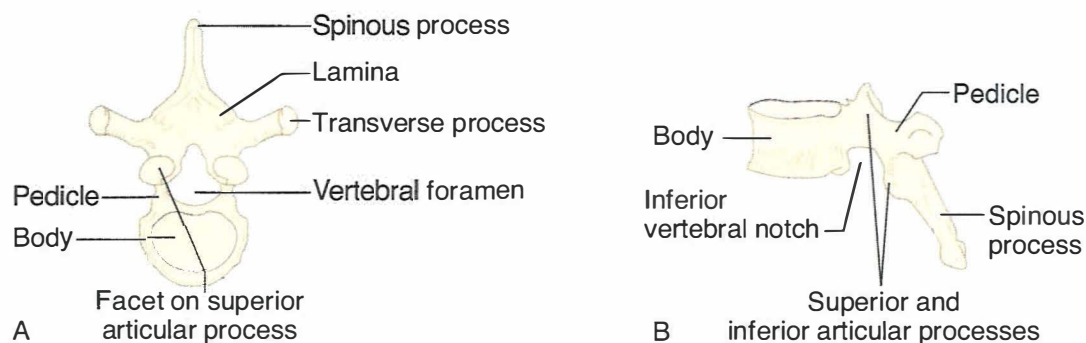 Spinous process
Lamina
Transverse process
Pedicle
Vertebral foramen
Body
Facet on superior
articular process
A
Pedicle
Body
Inferior
vertebral notch
Spinous
process
Superior and
inferior articular processes
B